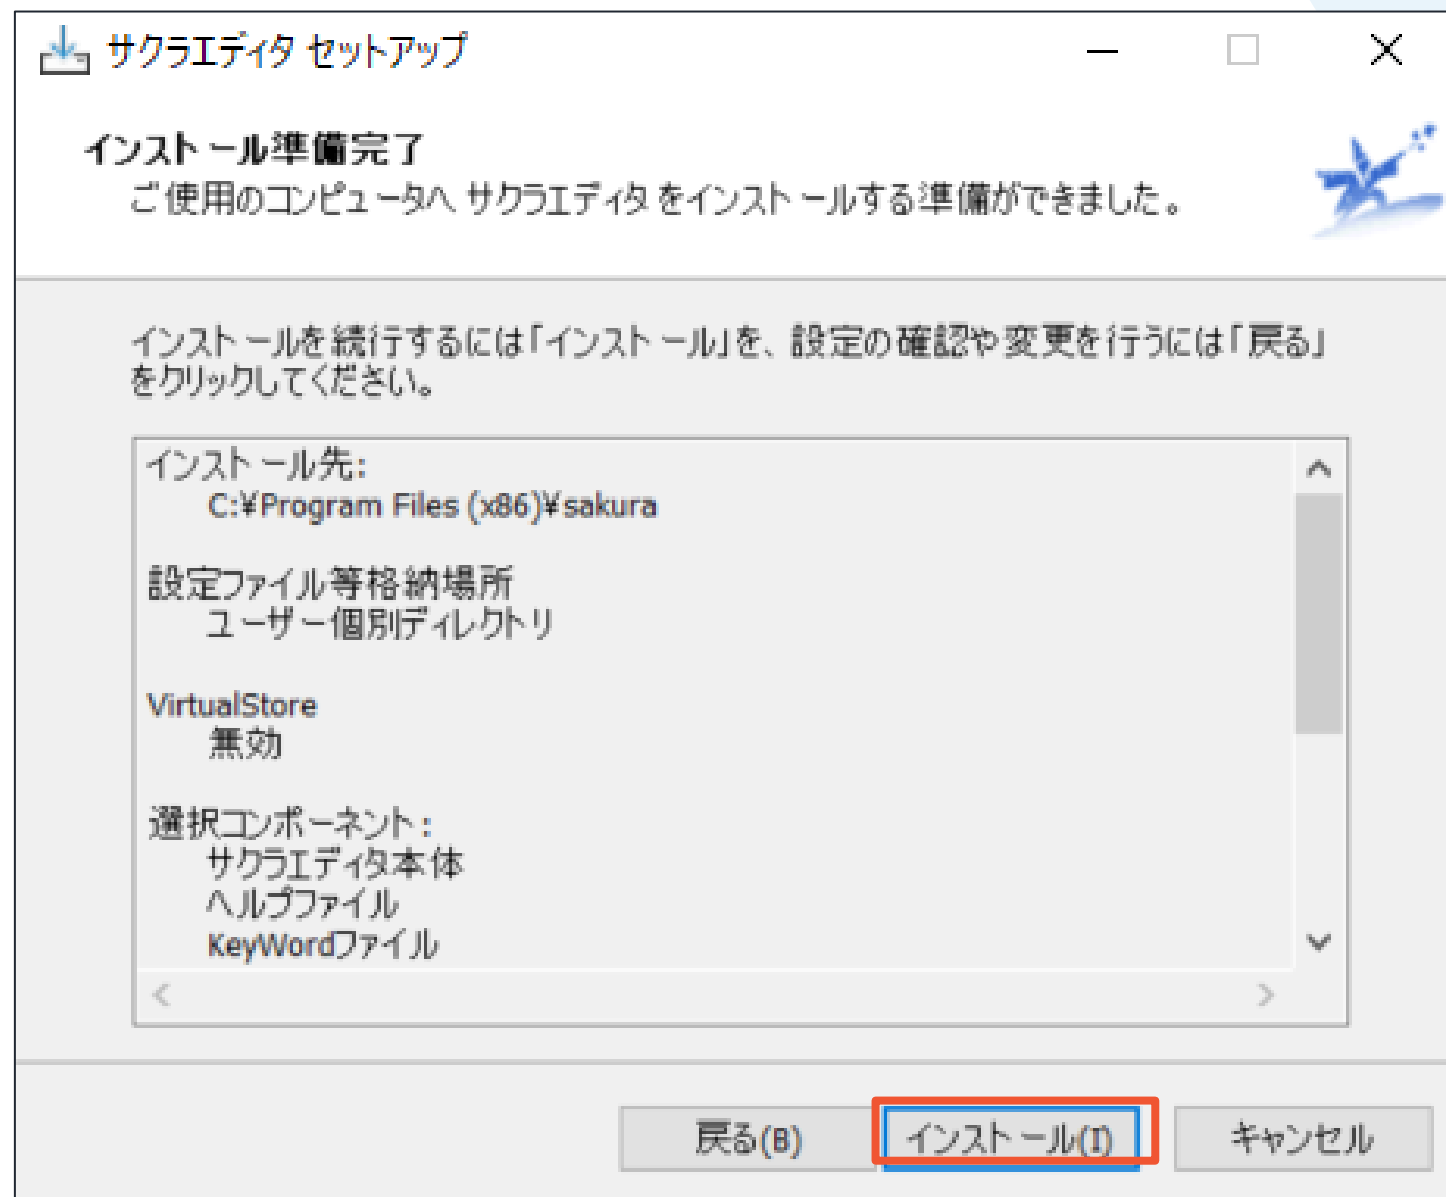 サクラエディタ セットアップ
インストール準備完了
ご使用のコンピュータへ サクラエディタ をインストールする準備ができました。
インストールを続行するには「インストール」を、設定の確認や変更を行うには「戻る」
をクリックしてください。
インストール先:
C:¥Program Files (x86)¥sakura
設定ファイル等格納場所
ユーザー個別ディレクトリ
VirtualStore
無効
選択コンポーネント:
サクラエディタ本体
ヘルプファイル
KeyWordファイル
戻る(B)
インストール(I)
キャンセル